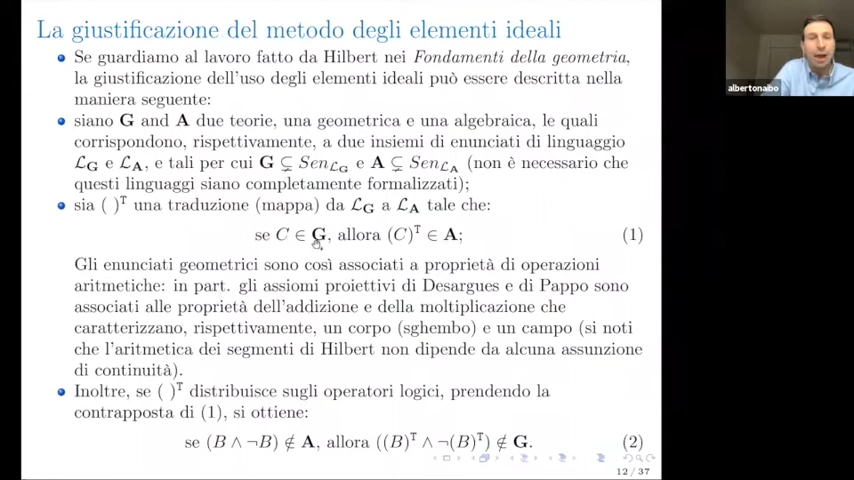 La giustificazione del metodo degli elementi ideali
Se guardiamo al lavoro fatto da Hilbert nei Fondamenti della geometria,
la giustificazione dell'uso degli elementi ideali può essere descritta nella
maniera seguente:
siano G and A due teorie, una geometrica e una algebraica, le quali
corrispondono, rispettivamente, a due insiemi di enunciati di linguaggio
ℒ_G e ℒ_A, e tali per cui G ⊊ Sen_ℒ_G e A ⊊ Sen_ℒ_A (non è necessario che
questi linguaggi siano completamente formalizzati);
sia ( )^T una traduzione (mappa) da ℒ_G a ℒ_A tale che:
se C ∈ G, allora (C)^T ∈ A; (1)
Gli enunciati geometrici sono così associati a proprietà di operazioni
aritmetiche: in part. gli assiomi proiettivi di Desargues e di Pappo sono
associati alle proprietà dell'addizione e della moltiplicazione che
caratterizzano, rispettivamente, un corpo (sghembo) e un campo (si noti
che l'aritmetica dei segmenti di Hilbert non dipende da alcuna assunzione
di continuità).
Inoltre, se ( )^T distribuisce sugli operatori logici, prendendo la
contrapposta di (1), si ottiene:
se (B ∧ ¬B) ∉ A, allora ((B)^T ∧ ¬(B)^T) ∉ G. (2)
12 / 37
albertonaibo